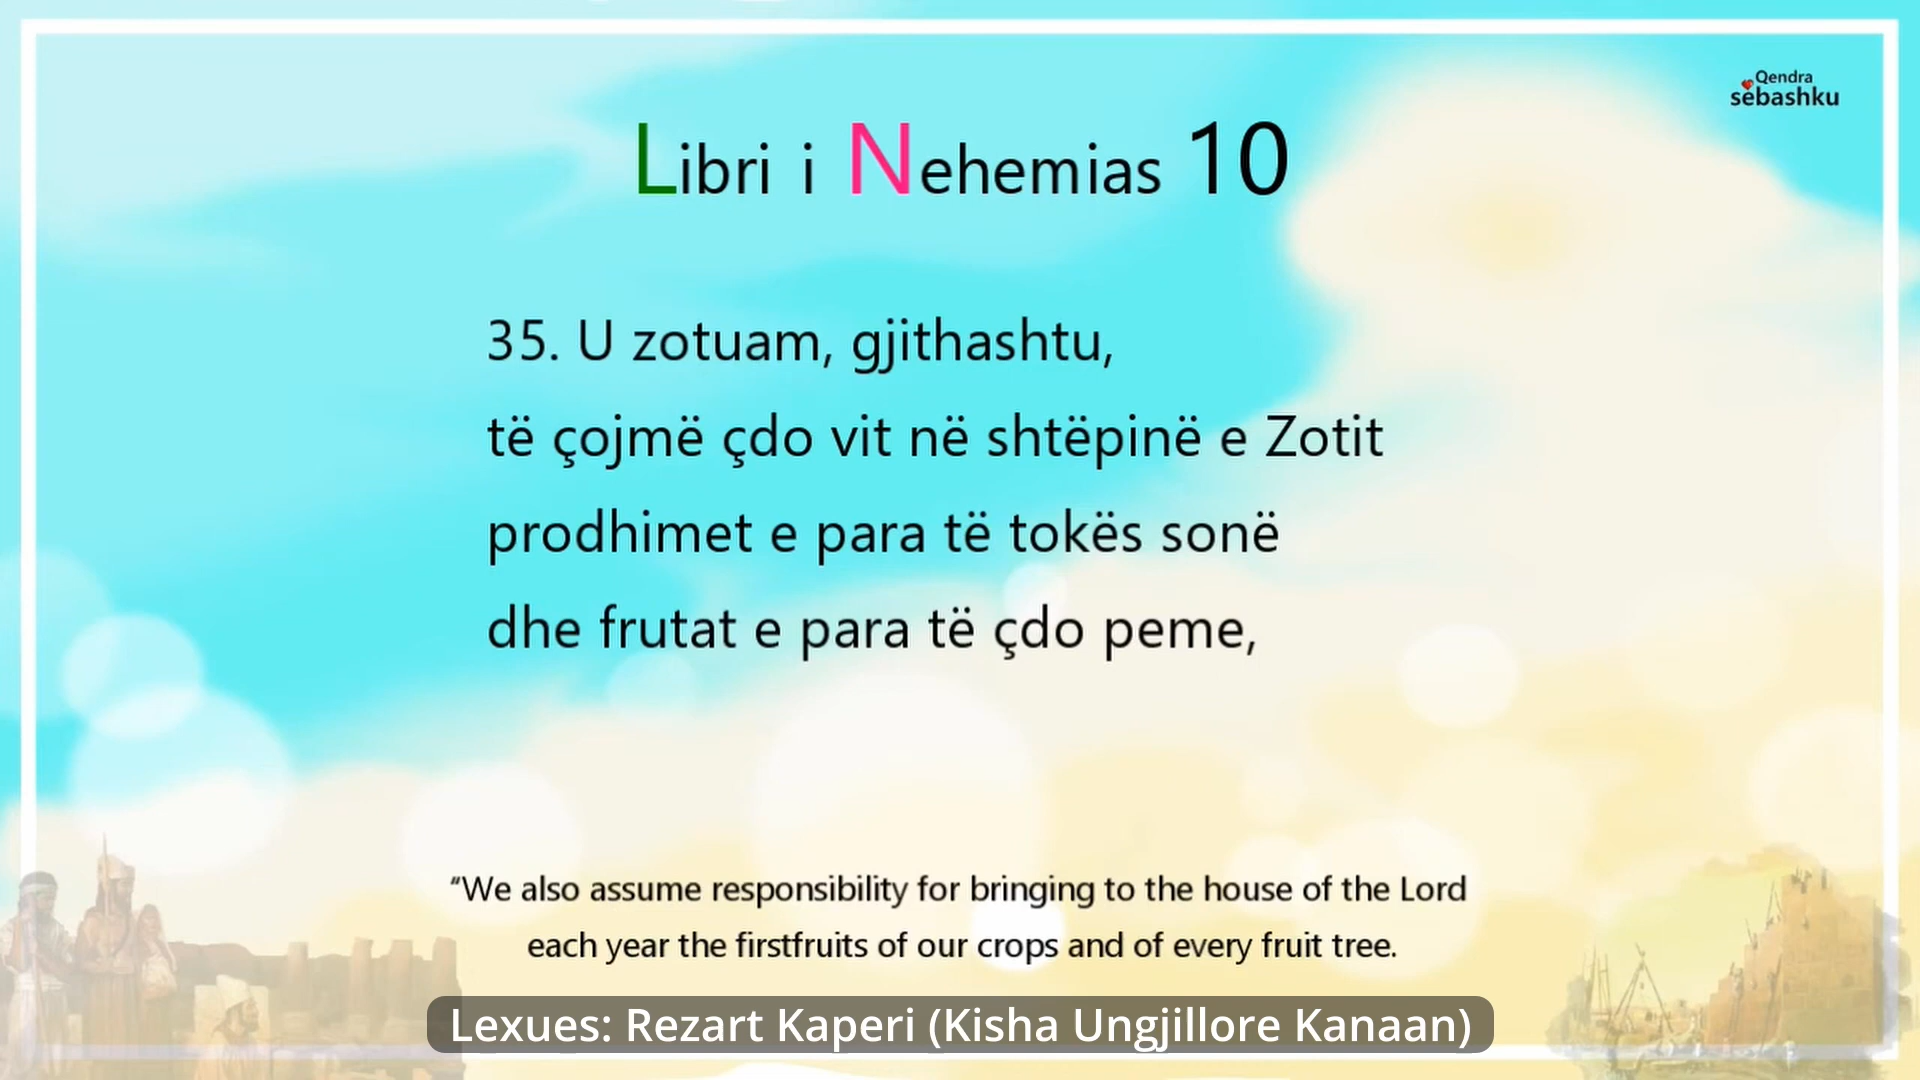 Qendra
sëbashku
Libri i Nehemias 10
35. U zotuam, gjithashtu,
të çojmë çdo vit në shtëpinë e Zotit
prodhimet e para të tokës sonë
dhe frutat e para të çdo peme,
“We also assume responsibility for bringing to the house of the Lord
each year the firstfruits of our crops and of every fruit tree.
Lexues: Rezart Kaperi (Kisha Ungjillore Kanaan)